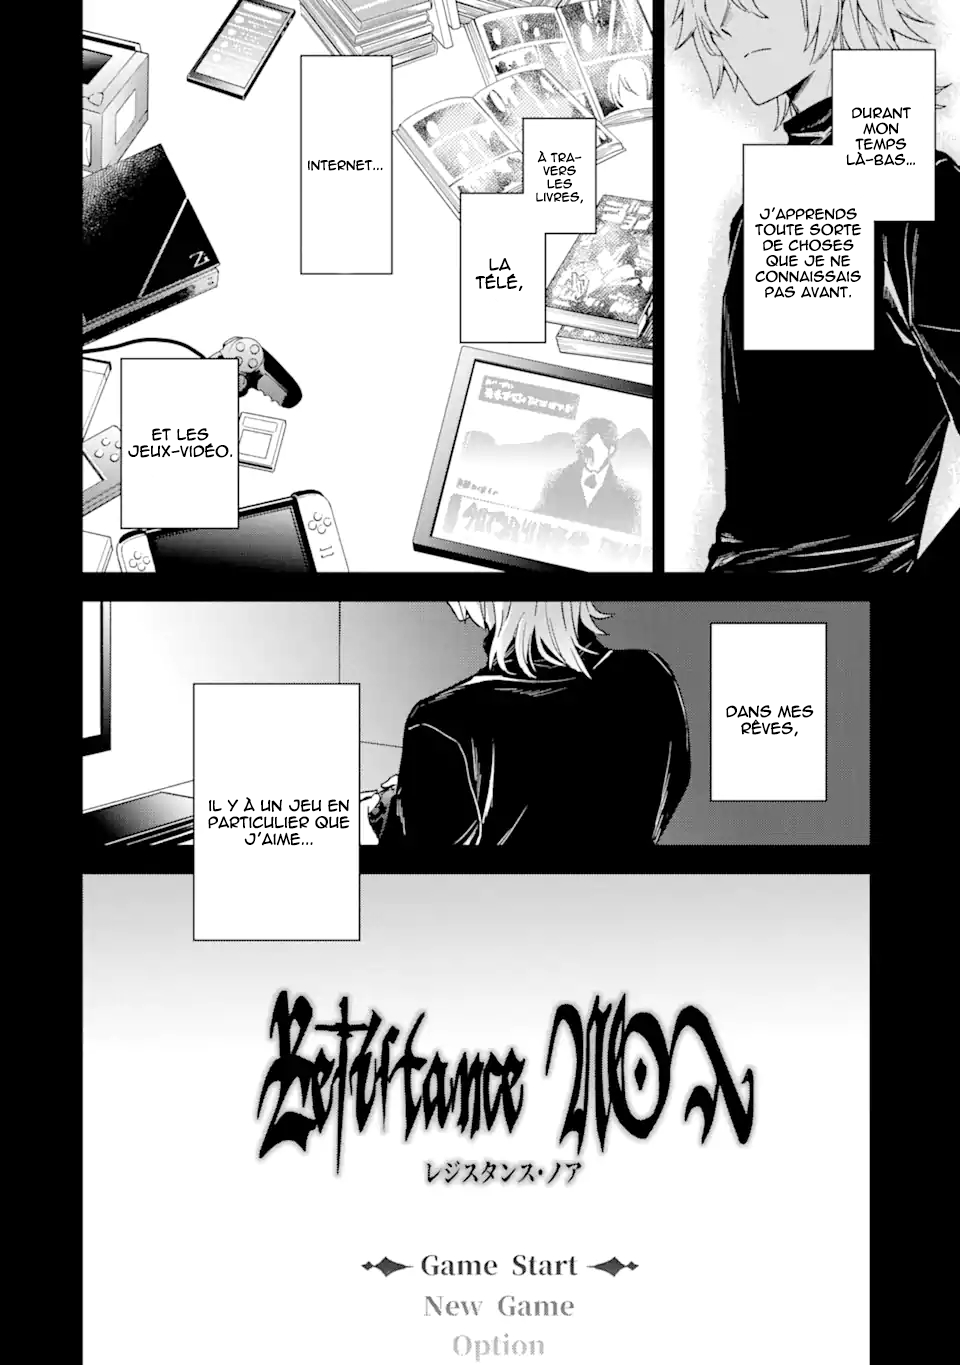 DURANT
MON
TEMPS
LÀ-BAS...
J'APPRENDS
TOUTE SORTE
DE CHOSES
QUE JE NE
CONNAISSAIS
PAS AVANT.
À TRA-
VERS
LES
LIVRES,
LA
TÉLÉ,
INTERNET...
ET LES
JEUX-VIDÉO.
DANS MES
RÊVES,
IL Y À UN JEU EN
PARTICULIER QUE
J'AIME...
Resistance NOA
レジスタンス・ノア
Game Start
New Game
Option